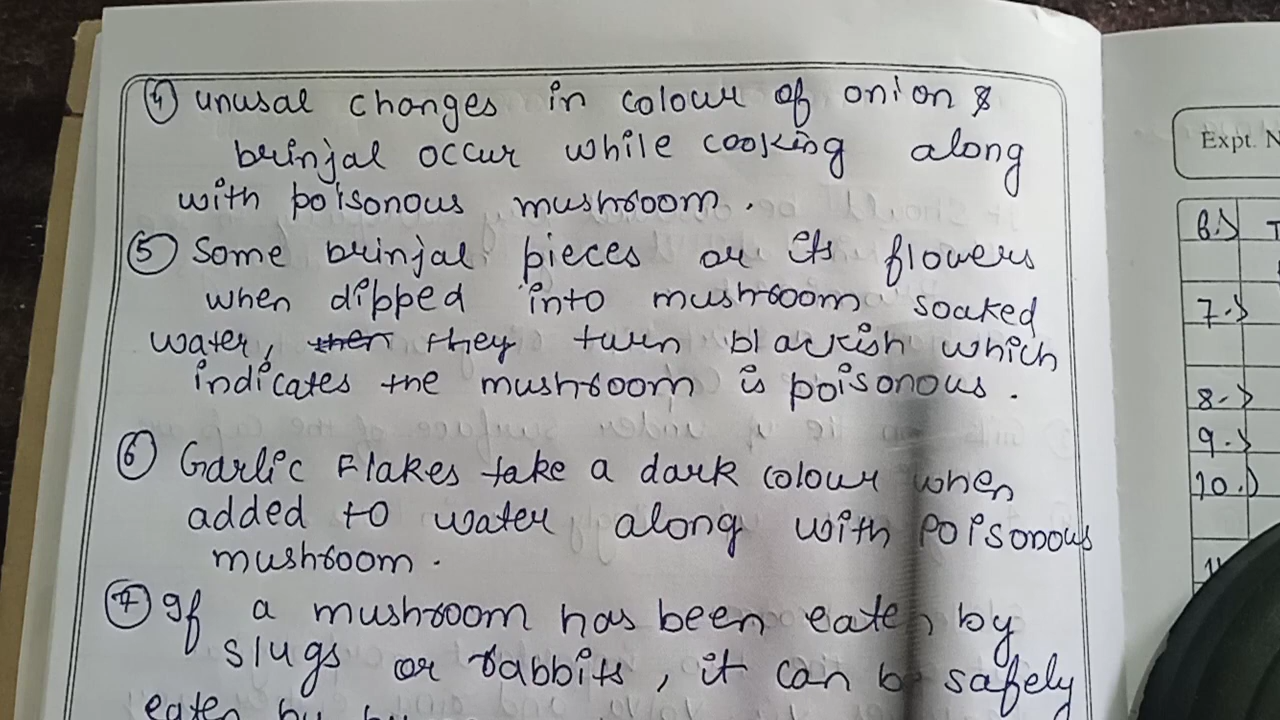 ④ unusal changes in colour of onion &
brinjal occur while cooking along
with poisonous mushroom.
⑤ Some brinjal pieces or its flowers
when dipped into mushroom soaked
water, then they turn blackish which
indicates the mushroom is poisonous.
⑥ Garlic Flakes take a dark colour when
added to water along with poisonous
mushroom.
⑦ If a mushroom has been eaten by
slugs or rabbits, it can be safely
eaten by
Expt. N
6.>
7.>
8.>
9.>
10.>